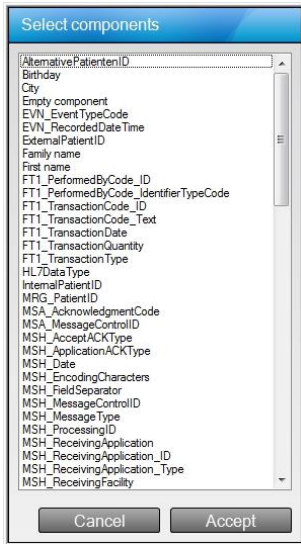 Select components
AlternativePatientenID
Birthday
City
Empty component
EVN_EventTypeCode
EVN_RecordedDateTime
ExternalPatientID
Family name
First name
FT1_PerformedByCode_ID
FT1_PerformedByCode_IdentifierTypeCode
FT1_TransactionCode_ID
FT1_TransactionCode_Text
FT1_TransactionDate
FT1_TransactionQuantity
FT1_TransactionType
HL7DataType
InternalPatientID
MRG_PatientID
MSA_AcknowledgmentCode
MSA_MessageControlID
MSH_AcceptACKType
MSH_ApplicationACKType
MSH_Date
MSH_EncodingCharacters
MSH_FieldSeparator
MSH_MessageControlID
MSH_MessageType
MSH_ProcessingID
MSH_ReceivingApplication
MSH_ReceivingApplication_ID
MSH_ReceivingApplication_Type
MSH_ReceivingFacility
Cancel Accept